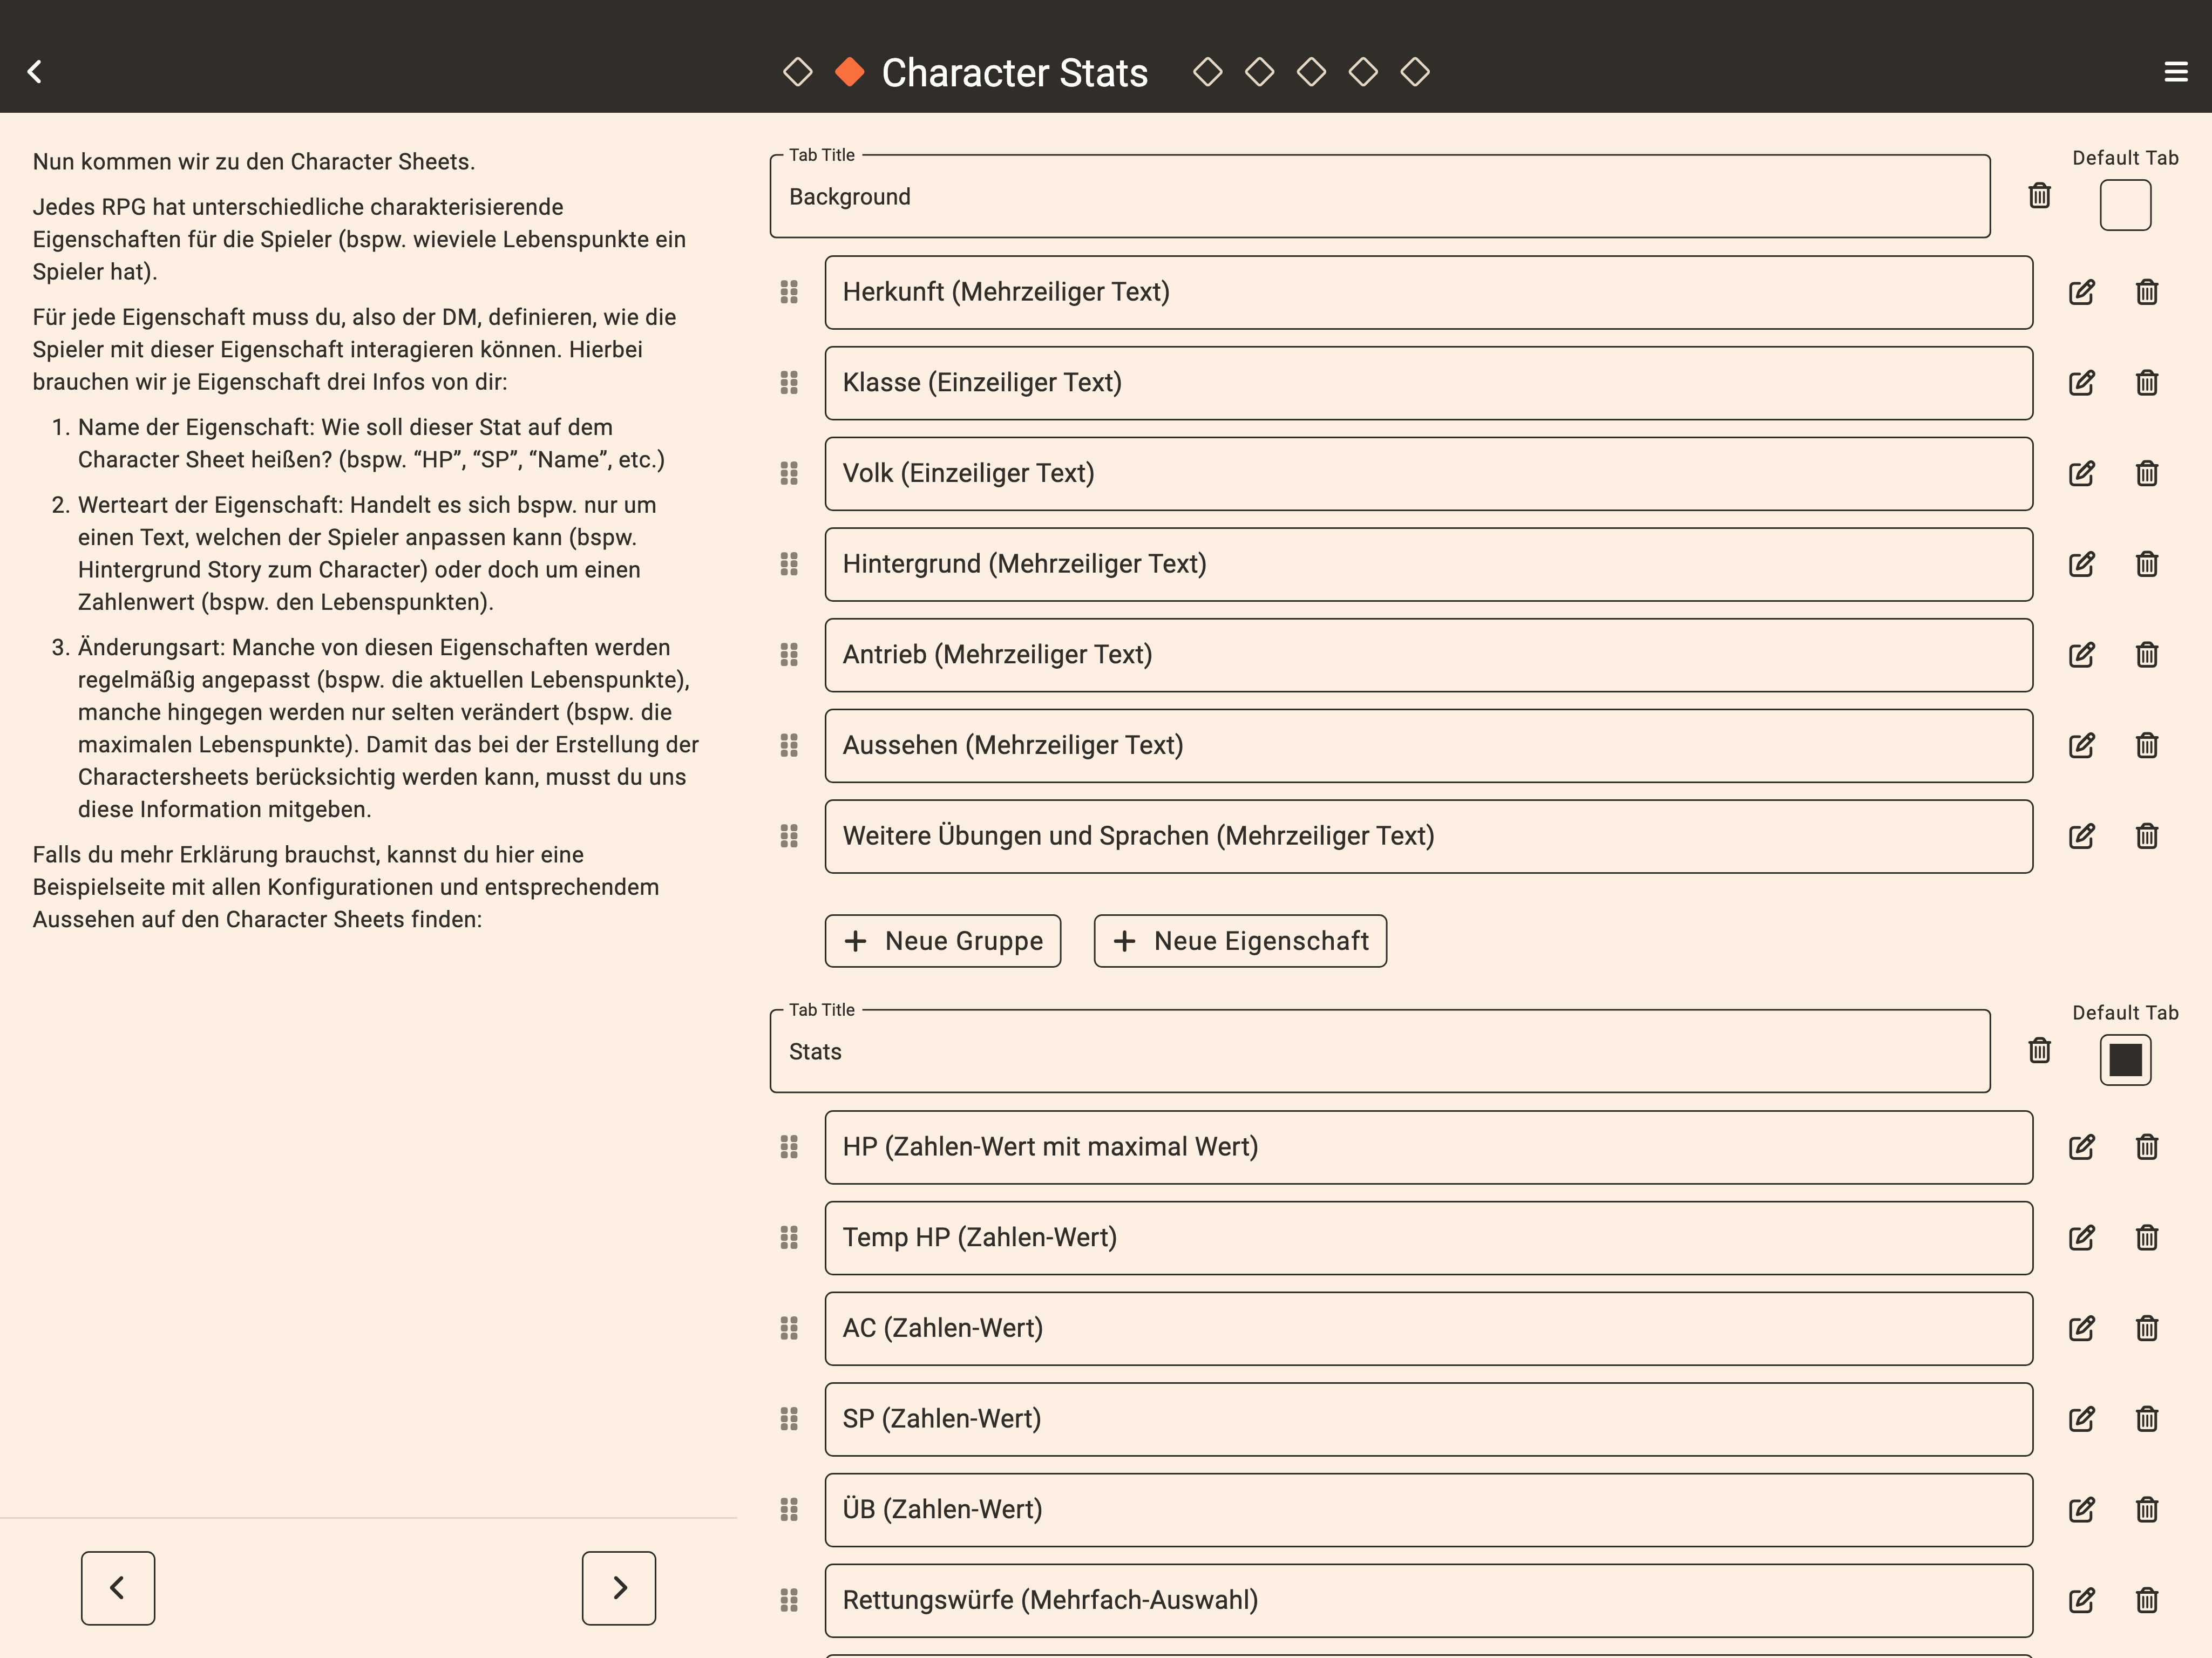 Character Stats
Nun kommen wir zu den Character Sheets.
Jedes RPG hat unterschiedliche charakterisierende
Eigenschaften für die Spieler (bspw. wieviele Lebenspunkte ein
Spieler hat).
Für jede Eigenschaft muss du, also der DM, definieren, wie die
Spieler mit dieser Eigenschaft interagieren können. Hierbei
brauchen wir je Eigenschaft drei Infos von dir:
1. Name der Eigenschaft: Wie soll dieser Stat auf dem
Character Sheet heißen? (bspw. “HP”, “SP”, “Name”, etc.)
2. Werteart der Eigenschaft: Handelt es sich bspw. nur um
einen Text, welchen der Spieler anpassen kann (bspw.
Hintergrund Story zum Character) oder doch um einen
Zahlenwert (bspw. den Lebenspunkten).
3. Änderungsart: Manche von diesen Eigenschaften werden
regelmäßig angepasst (bspw. die aktuellen Lebenspunkte),
manche hingegen werden nur selten verändert (bspw. die
maximalen Lebenspunkte). Damit das bei der Erstellung der
Charactersheets berücksichtig werden kann, musst du uns
diese Information mitgeben.
Falls du mehr Erklärung brauchst, kannst du hier eine
Beispielseite mit allen Konfigurationen und entsprechendem
Aussehen auf den Character Sheets finden:
Tab Title
Background
Default Tab
Herkunft (Mehrzeiliger Text)
Klasse (Einzeiliger Text)
Volk (Einzeiliger Text)
Hintergrund (Mehrzeiliger Text)
Antrieb (Mehrzeiliger Text)
Aussehen (Mehrzeiliger Text)
Weitere Übungen und Sprachen (Mehrzeiliger Text)
+ Neue Gruppe
+ Neue Eigenschaft
Tab Title
Stats
Default Tab
HP (Zahlen-Wert mit maximal Wert)
Temp HP (Zahlen-Wert)
AC (Zahlen-Wert)
SP (Zahlen-Wert)
ÜB (Zahlen-Wert)
Rettungswürfe (Mehrfach-Auswahl)